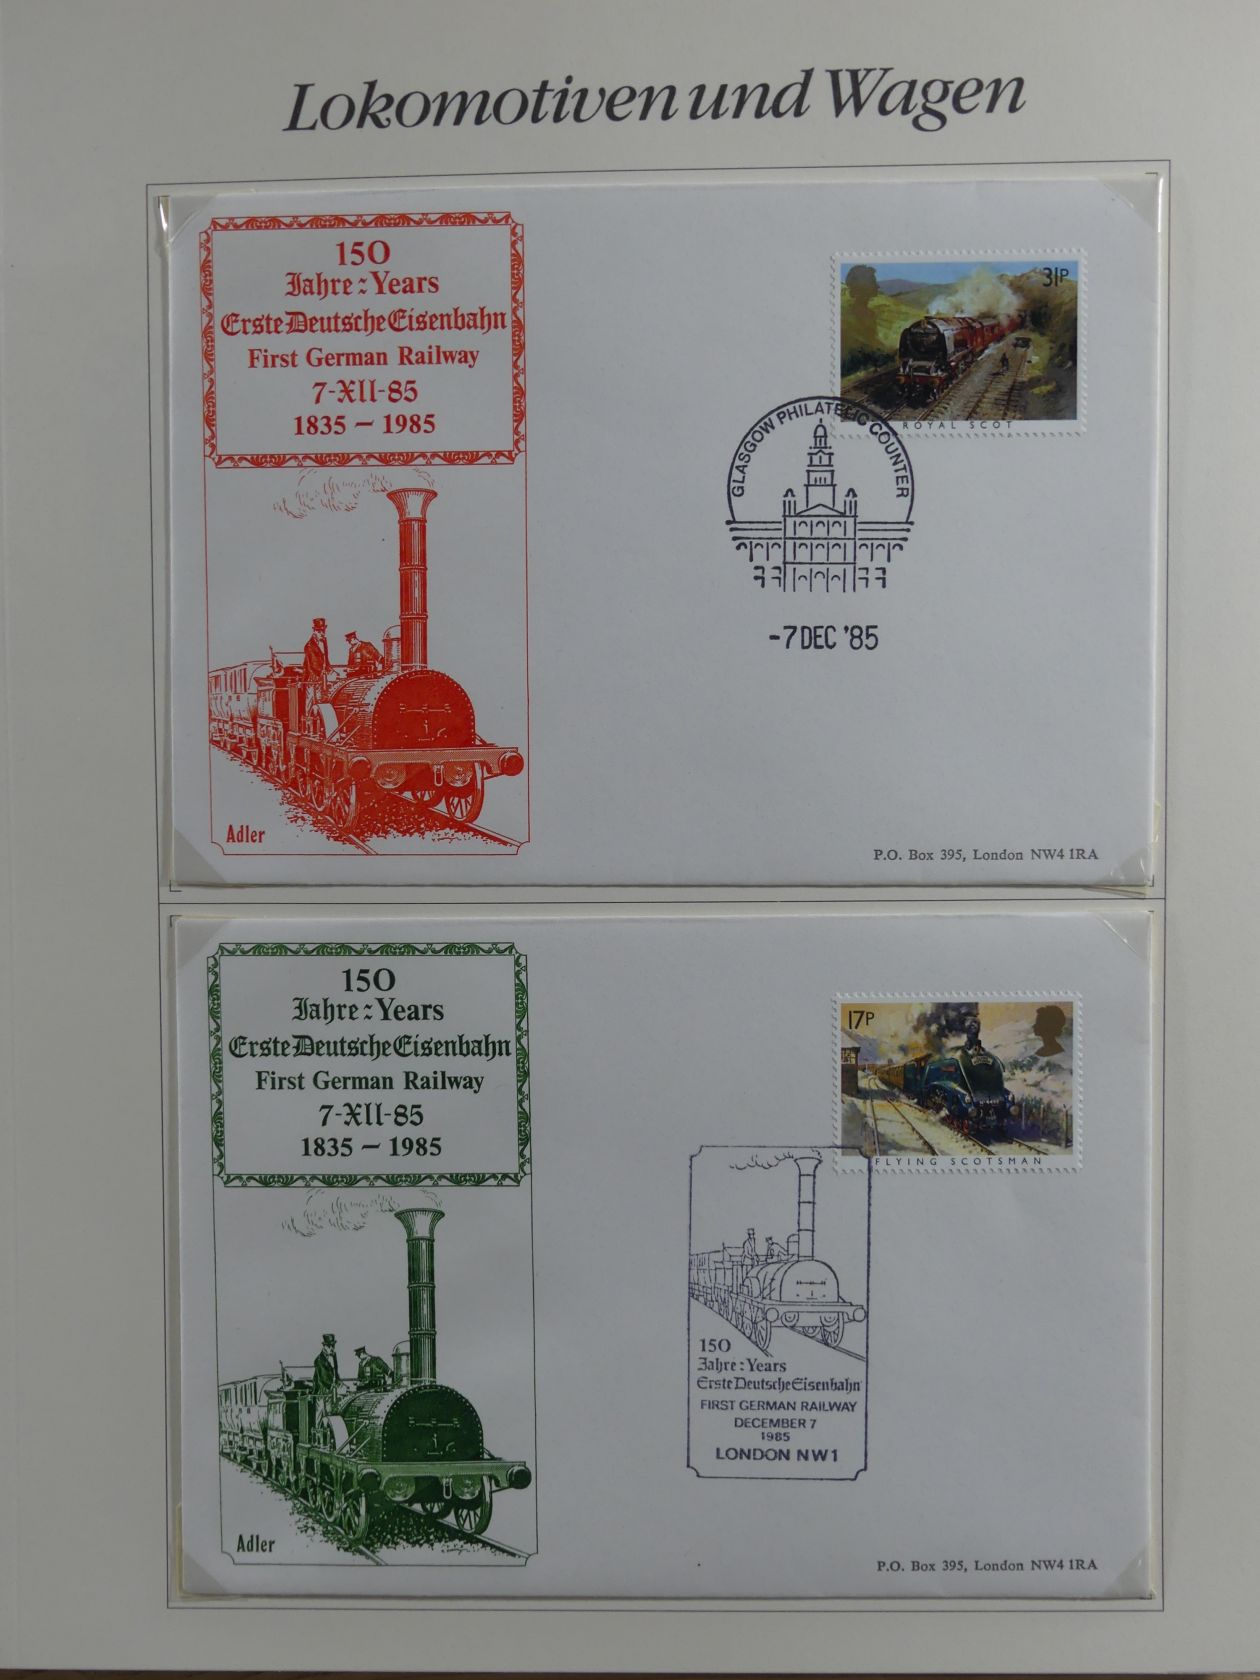 Lokomotiven und Wagen
150
Jahre = Years
Erste Deutsche Eisenbahn
First German Railway
7-XII-85
1835 – 1985
31P
ROYAL SCOT
GLASGOW PHILATELIC COUNTER
-7 DEC '85
Adler
P.O. Box 395, London NW4 1RA
150
Jahre = Years
Erste Deutsche Eisenbahn
First German Railway
7-XII-85
1835 – 1985
17P
FLYING SCOTSMAN
150
Jahre = Years
Erste Deutsche Eisenbahn
FIRST GERMAN RAILWAY
DECEMBER 7
1985
LONDON NW1
Adler
P.O. Box 395, London NW4 1RA